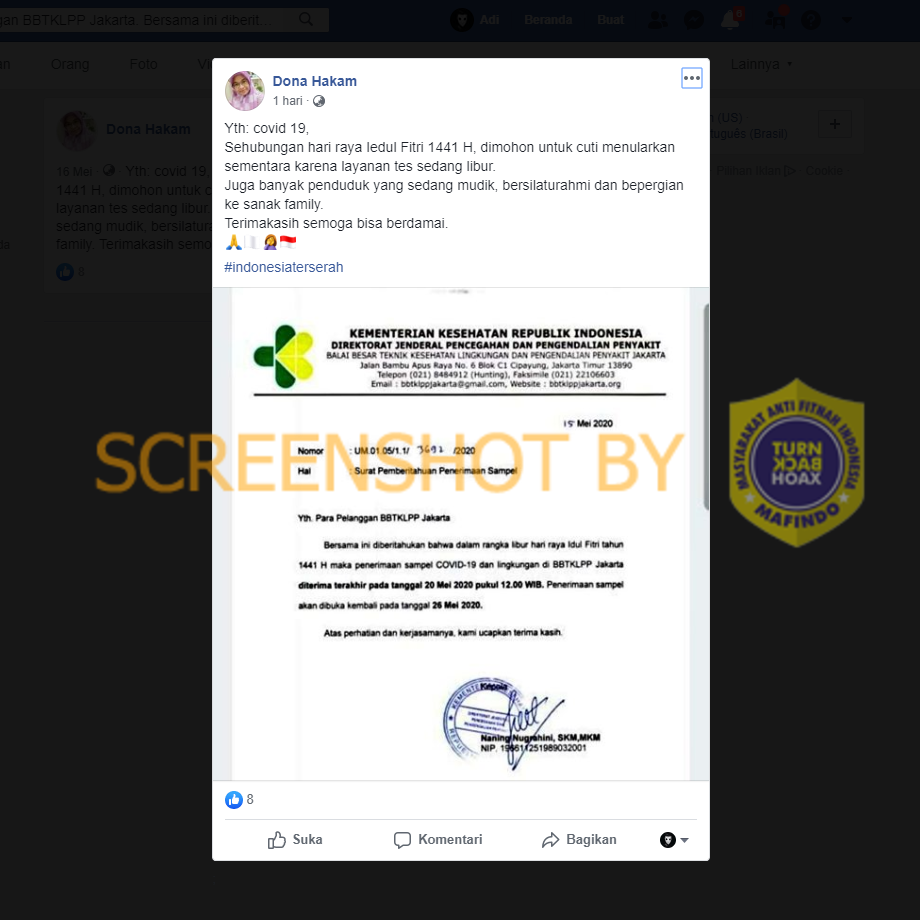 gan BBTKLPP Jakarta. Bersama ini diberit...
Adi
Beranda
Buat
Orang
Foto
Lainnya
Dona Hakam
16 Mei · Yth: covid 19,
1441 H, dimohon untuk c
layanan tes sedang libur.
sedang mudik, bersilatura
family. Terimakasih semo
8
(US)
(Brasil)
Cookie
Dona Hakam
1 hari ·
Yth: covid 19,
Sehubungan hari raya Iedul Fitri 1441 H, dimohon untuk cuti menularkan
sementara karena layanan tes sedang libur.
Juga banyak penduduk yang sedang mudik, bersilaturahmi dan bepergian
ke sanak family.
Terimakasih semoga bisa berdamai.
🙏🏳️🤦‍♀️🇮🇩
#indonesiaterserah
KEMENTERIAN KESEHATAN REPUBLIK INDONESIA
DIREKTORAT JENDERAL PENCEGAHAN DAN PENGENDALIAN PENYAKIT
BALAI BESAR TEKNIK KESEHATAN LINGKUNGAN DAN PENGENDALIAN PENYAKIT JAKARTA
Jalan Bambu Apus Raya No. 6 Blok C1 Cipayung, Jakarta Timur 13890
Telepon (021) 8484912 (Hunting), Faksimile (021) 22106603
Email : bbtklppjakarta@gmail.com, Website : bbtklppjakarta.org
15 Mei 2020
Nomor : UM.01.05/1.1/ /2020
Hal : Surat Pemberitahuan Penerimaan Sampel
SCREENSHOT BY
MASYARAKAT ANTI FITNAH INDONESIA
TURN
BACK
HOAX
MAFINDO
Yth. Para Pelanggan BBTKLPP Jakarta
Bersama ini diberitahukan bahwa dalam rangka libur hari raya Idul Fitri tahun
1441 H maka penerimaan sampel COVID-19 dan lingkungan di BBTKLPP Jakarta
diterima terakhir pada tanggal 20 Mei 2020 pukul 12.00 WIB. Penerimaan sampel
akan dibuka kembali pada tanggal 26 Mei 2020.
Atas perhatian dan kerjasamanya, kami ucapkan terima kasih.
Kepala
Naning Nugrahini, SKM,MKM
NIP. 196611251989032001
8
Suka
Komentari
Bagikan